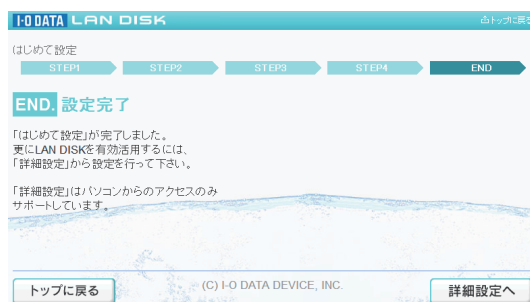 I-O DATA LAN DISK
トップに戻る
はじめて設定
STEP1 STEP2 STEP3 STEP4 END
END. 設定完了
「はじめて設定」が完了しました。
更にLAN DISKを有効活用するには、
「詳細設定」から設定を行って下さい。
「詳細設定」はパソコンからのアクセスのみ
サポートしています。
トップに戻る
(C) I-O DATA DEVICE, INC.
詳細設定へ